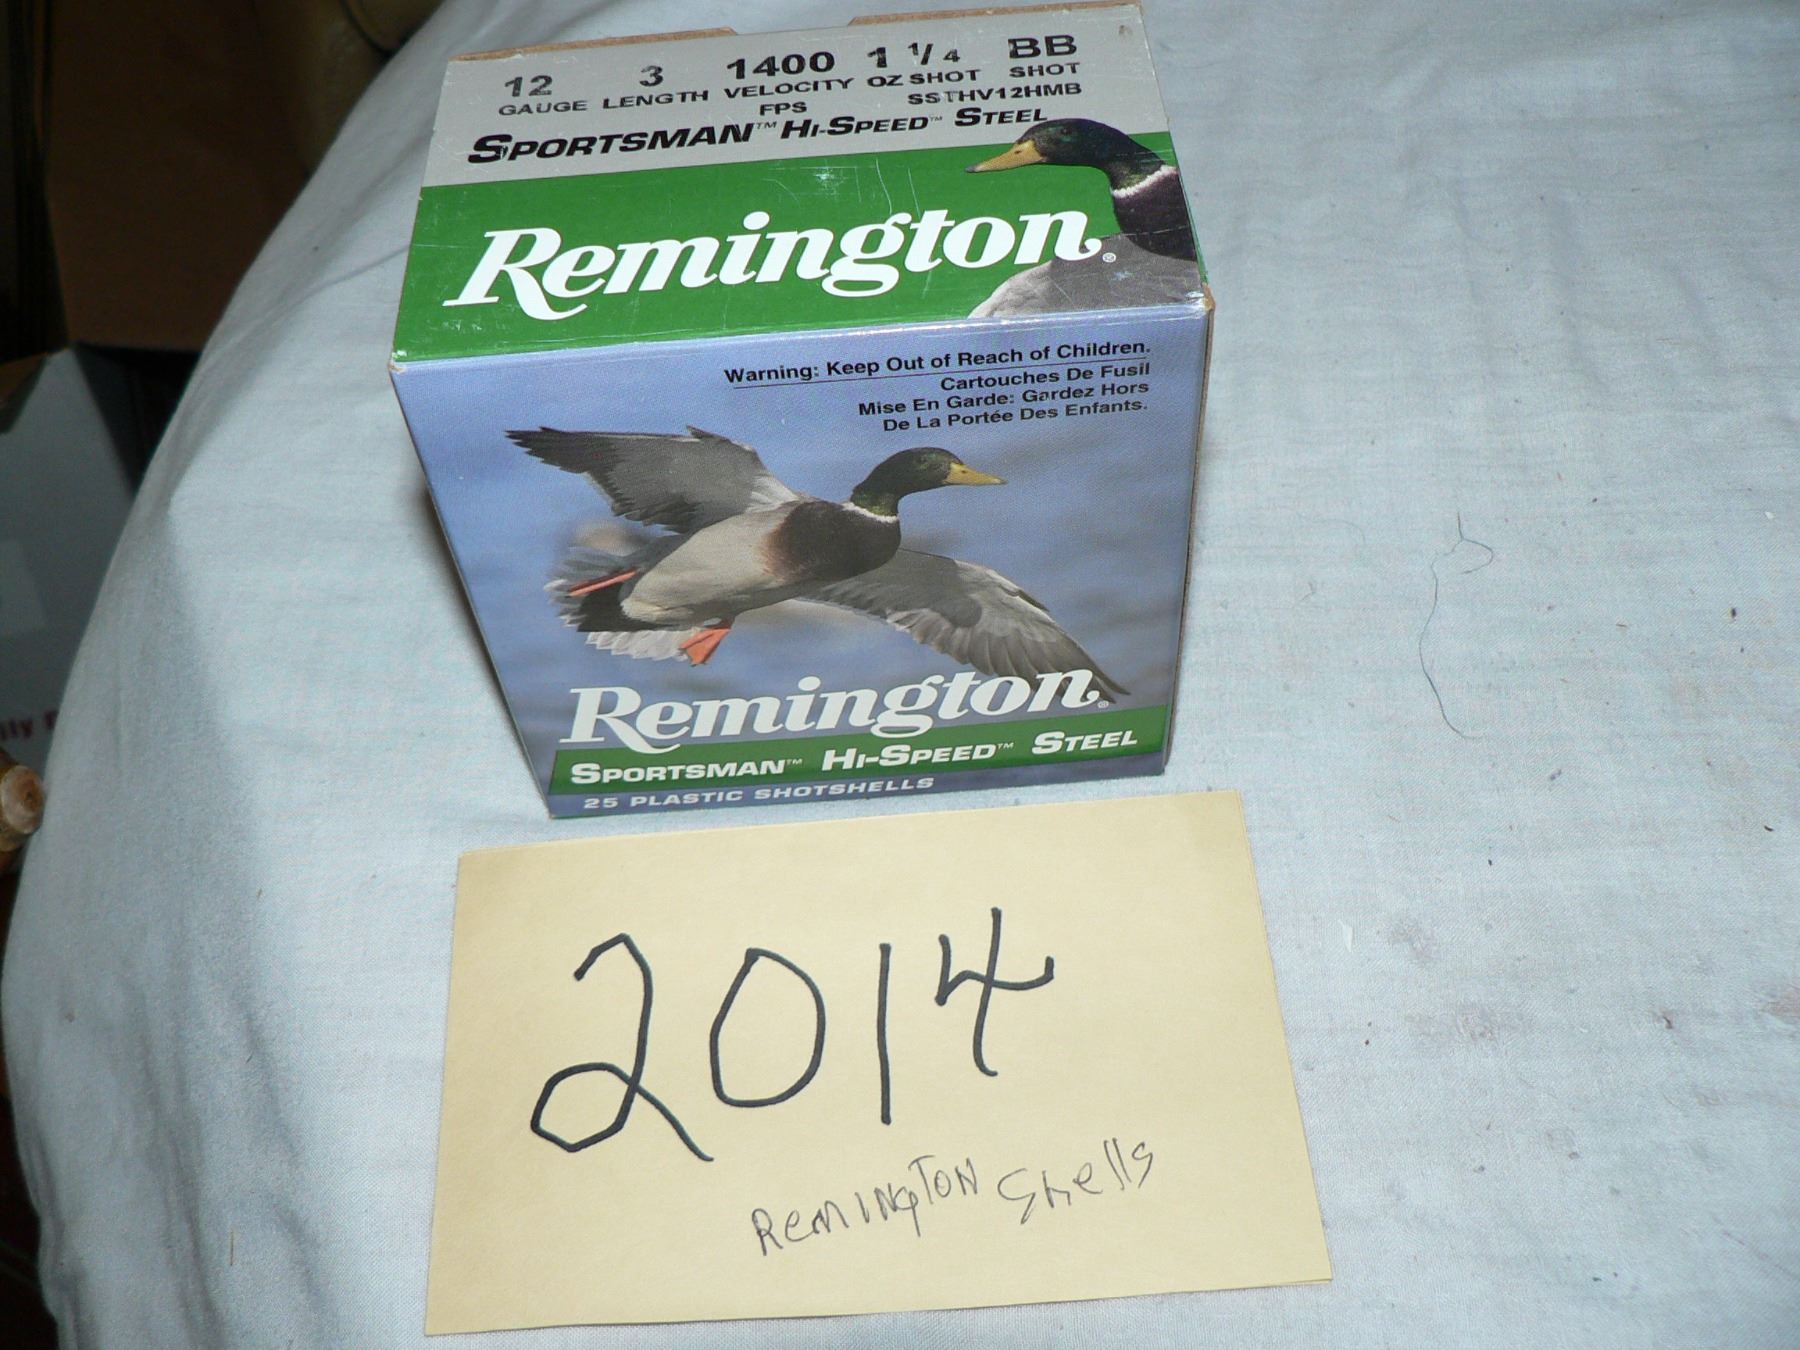 12 3 1400 1 1/4 BB
GAUGE LENGTH VELOCITY OZ SHOT SHOT
FPS SSTHV12HMB
SPORTSMAN™ HI-SPEED™ STEEL
Remington®
Warning: Keep Out of Reach of Children.
Cartouches De Fusil
Mise En Garde: Gardez Hors
De La Portée Des Enfants.
Remington®
SPORTSMAN™ HI-SPEED™ STEEL
25 PLASTIC SHOTSHELLS
2014
RemINgTON Shells